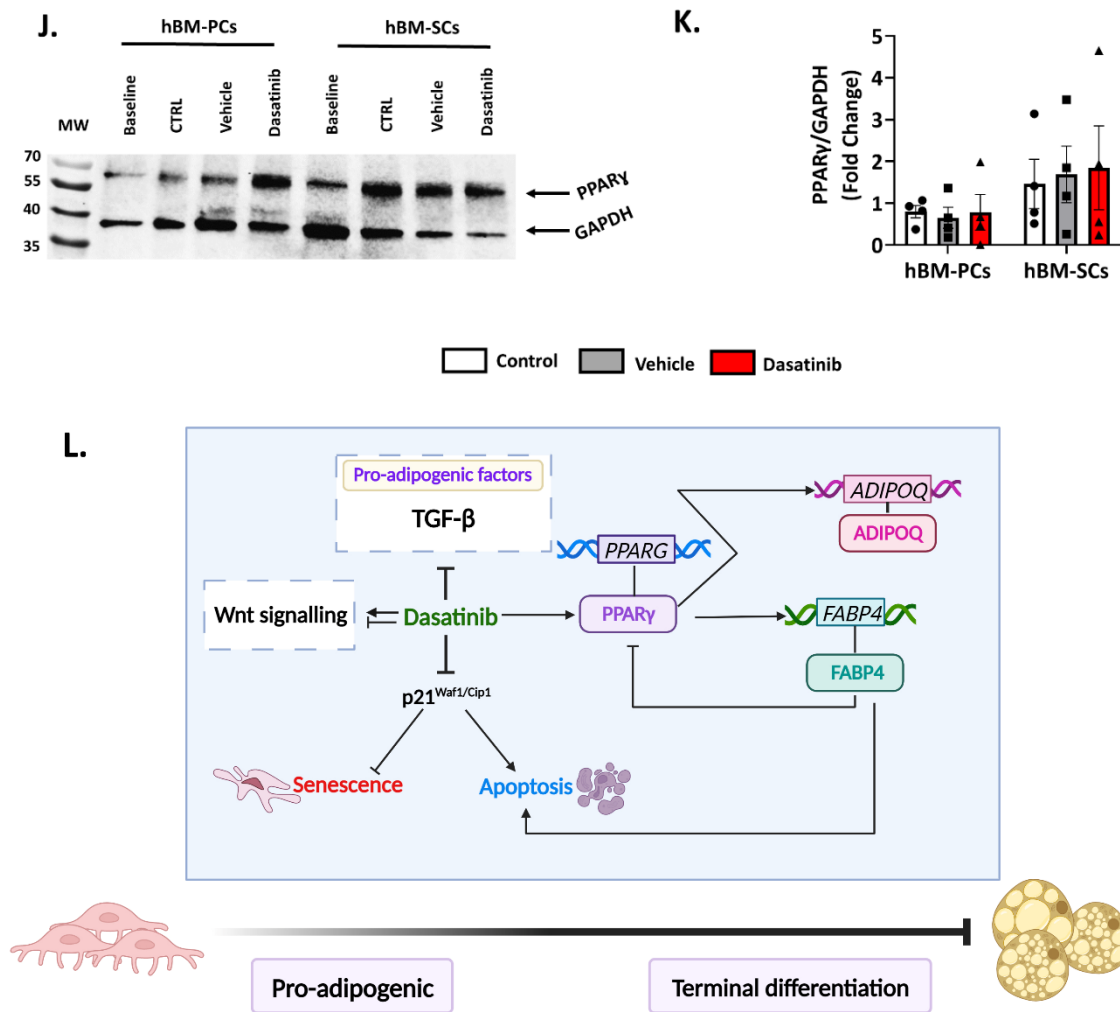 J.
hBM-PCs
hBM-SCs
MW
Baseline
CTRL
Vehicle
Dasatinib
Baseline
CTRL
Vehicle
Dasatinib
70
55
40
35
PPARɣ
GAPDH
K.
PPARɣ/GAPDH
(Fold Change)
5
4
3
2
1
0
hBM-PCs
hBM-SCs
Control
Vehicle
Dasatinib
L.
Pro-adipogenic factors
TGF-β
ADIPOQ
ADIPOQ
PPARG
Wnt signalling
Dasatinib
PPARγ
FABP4
FABP4
p21Waf1/Cip1
Senescence
Apoptosis
Pro-adipogenic
Terminal differentiation